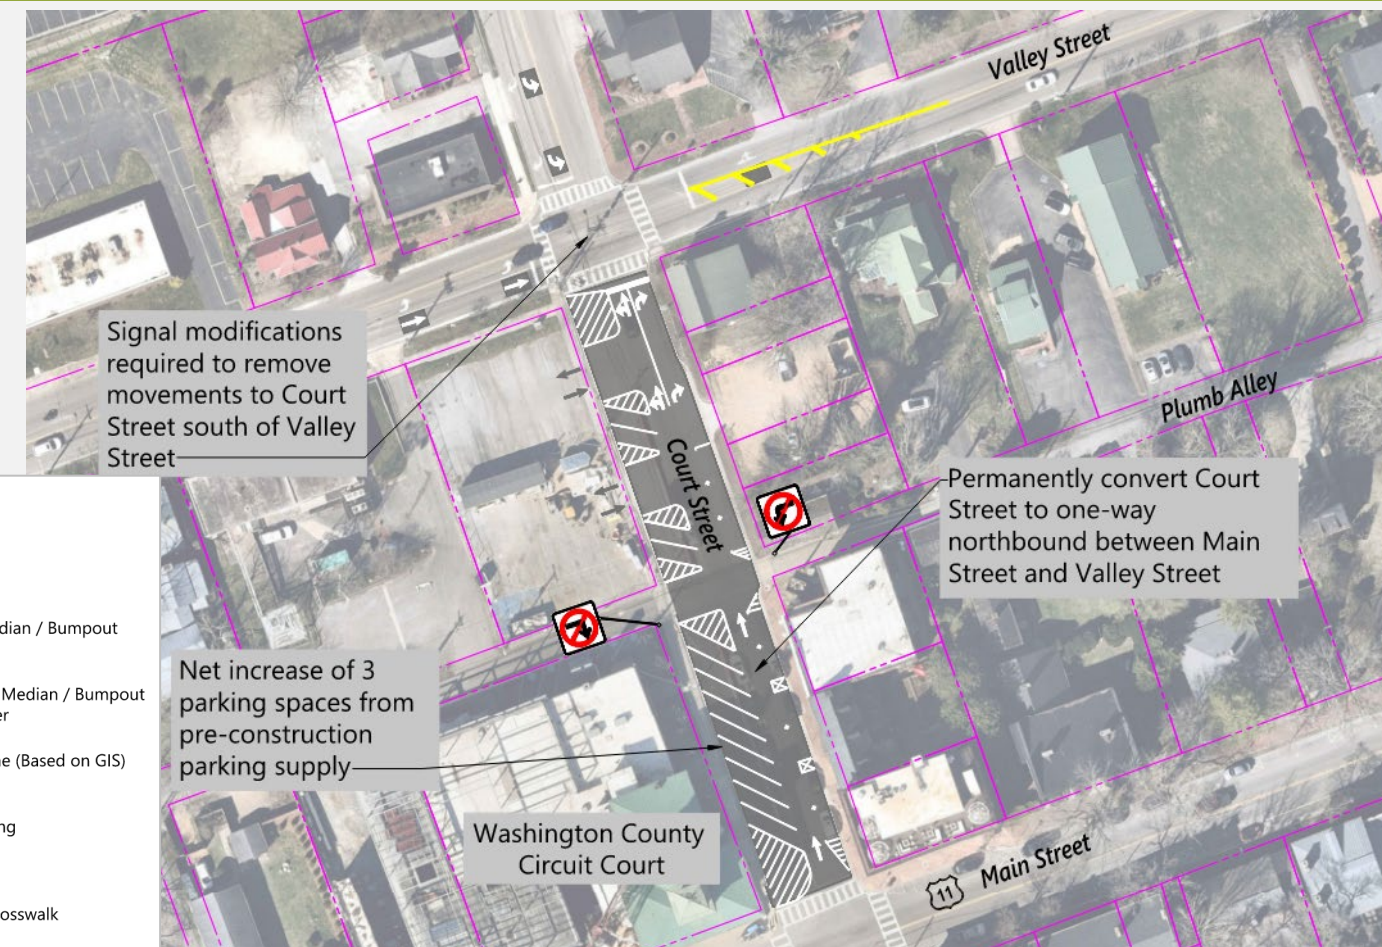 Valley Street
Signal modifications
required to remove
movements to Court
Street south of Valley
Street
Plumb Alley
Court Street
Permanently convert Court
Street to one-way
northbound between Main
Street and Valley Street
Net increase of 3
parking spaces from
pre-construction
parking supply
Washington County
Circuit Court
Main Street
11
dian / Bumpout
Median / Bumpout
er
ne (Based on GIS)
ng
osswalk